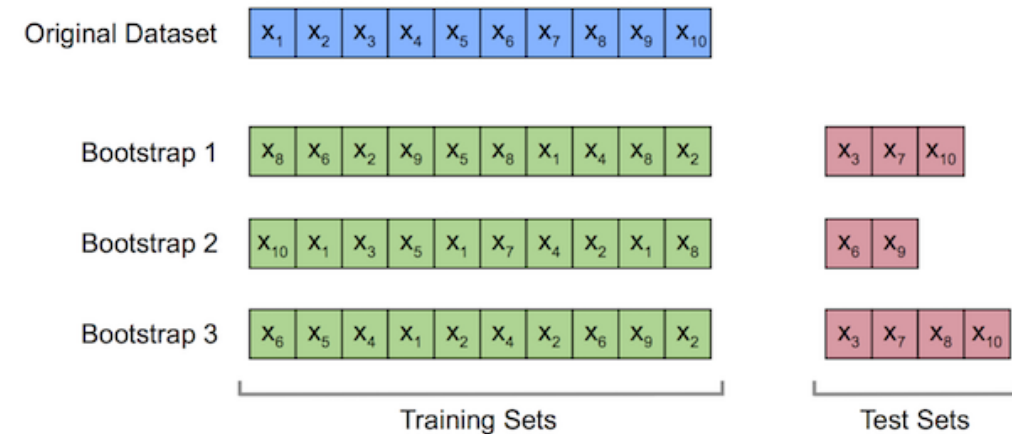 Original Dataset x₁ x₂ x₃ x₄ x₅ x₆ x₇ x₈ x₉ x₁₀
Bootstrap 1 x₈ x₆ x₂ x₉ x₅ x₈ x₁ x₄ x₈ x₂ x₃ x₇ x₁₀
Bootstrap 2 x₁₀ x₁ x₃ x₅ x₁ x₇ x₄ x₂ x₁ x₈ x₆ x₉
Bootstrap 3 x₆ x₅ x₄ x₁ x₂ x₄ x₂ x₆ x₉ x₂ x₃ x₇ x₈ x₁₀
Training Sets Test Sets